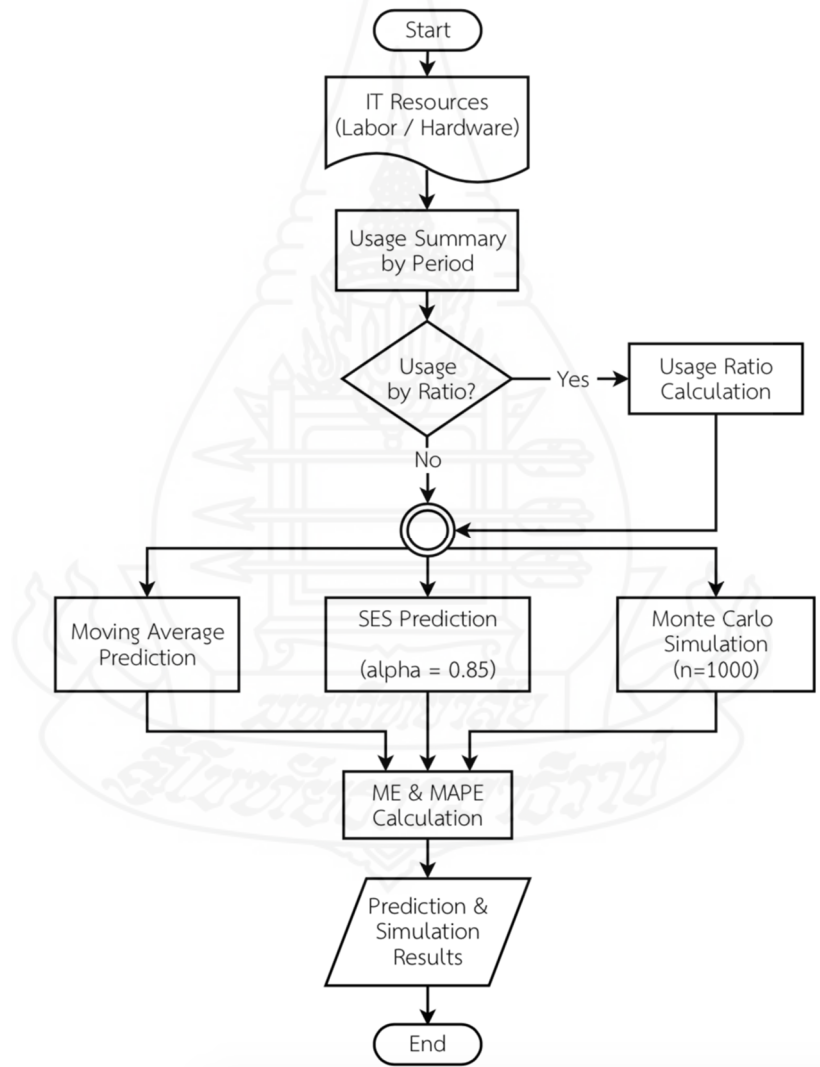 Start
IT Resources
(Labor / Hardware)
Usage Summary
by Period
Usage
by Ratio?
Yes
Usage Ratio
Calculation
No
Moving Average
Prediction
SES Prediction
(alpha = 0.85)
Monte Carlo
Simulation
(n=1000)
ME & MAPE
Calculation
Prediction &
Simulation
Results
End